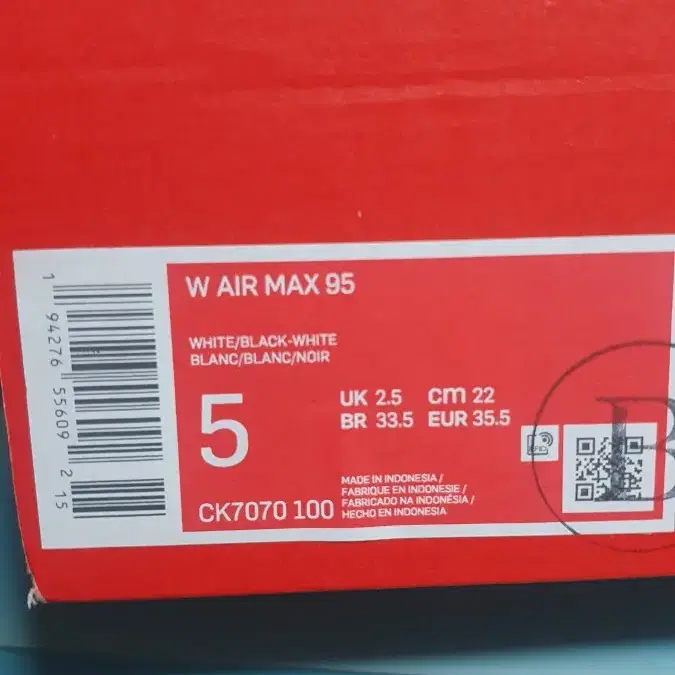 1 94276 55609 2 15
W AIR MAX 95
WHITE/BLACK-WHITE
BLANC/BLANC/NOIR
5
UK 2.5 cm 22
BR 33.5 EUR 35.5
RFID
B
CK7070 100
MADE IN INDONESIA /
FABRIQUE EN INDONESIE /
FABRICADO NA INDONÉSIA /
HECHO EN INDONESIA